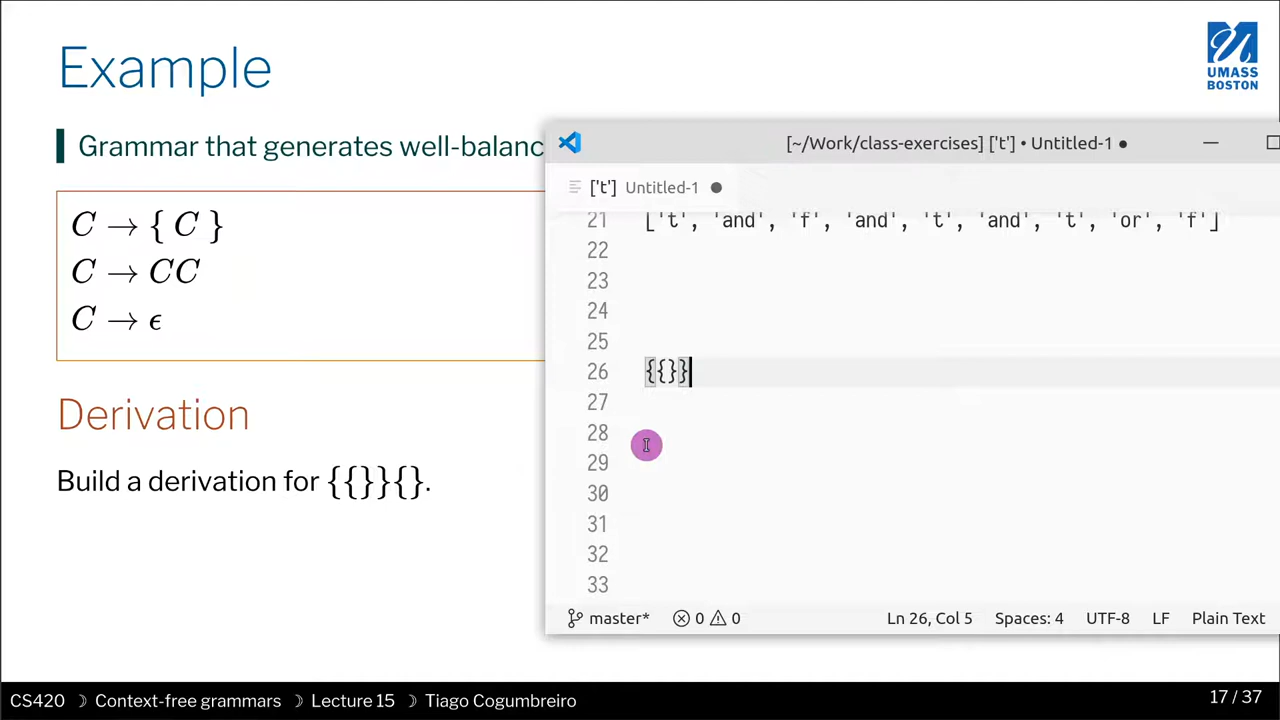 Example
UMASS
BOSTON
Grammar that generates well-balanc
C → { C }
C → CC
C → ϵ
Derivation
Build a derivation for {{}}{}.
[~/Work/class-exercises] ['t'] • Untitled-1 ●
['t'] Untitled-1
21 ['t', 'and', 'f', 'and', 't', 'and', 't', 'or', 'f']
22
23
24
25
26 {{}}
27
28
29
30
31
32
33
master* 0 0 Ln 26, Col 5 Spaces: 4 UTF-8 LF Plain Text
CS420 ☽ Context-free grammars ☽ Lecture 15 ☽ Tiago Cogumbreiro 17 / 37